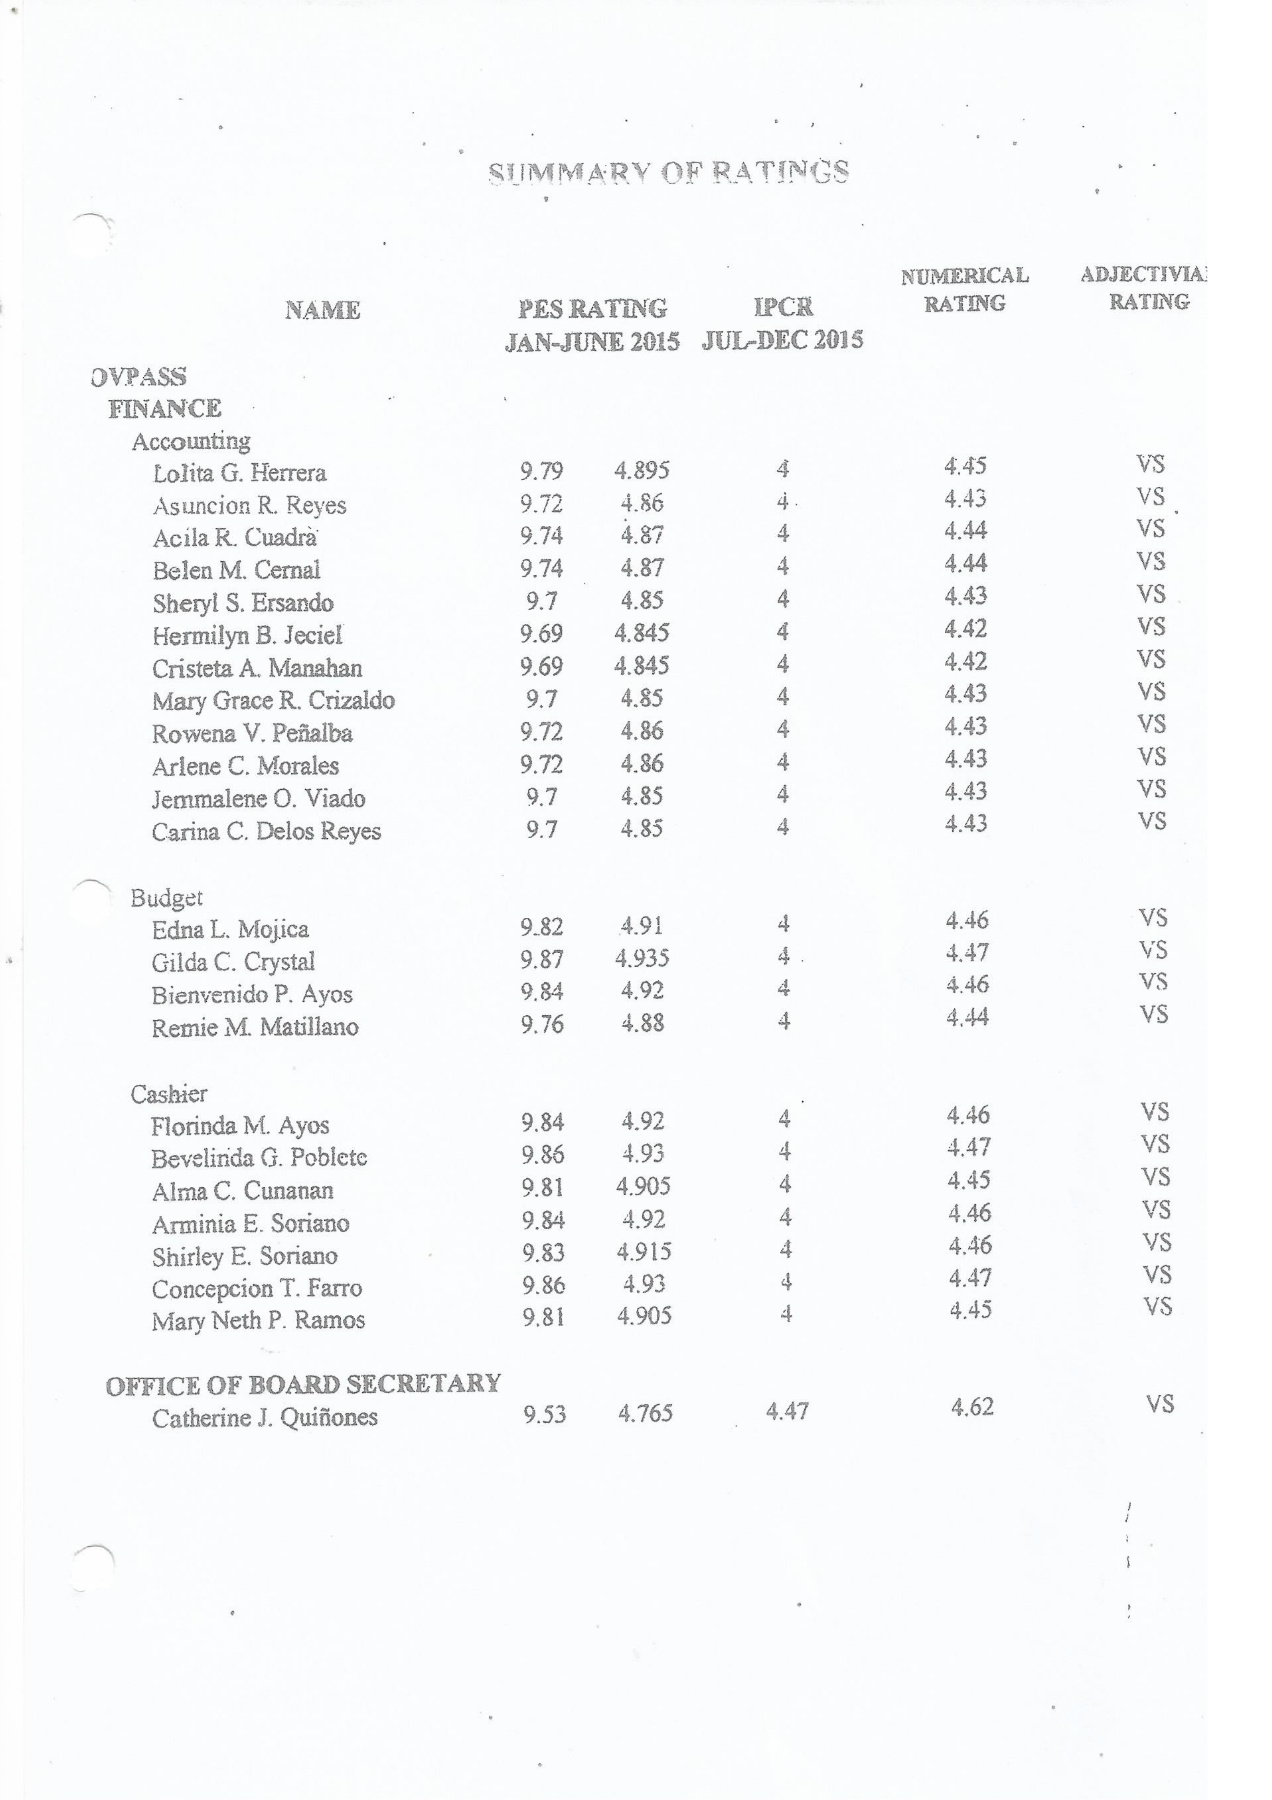 SUMMARY OF RATINGS
NUMERICAL ADJECTIVIA
NAME PES RATING IPCR RATING RATING
JAN-JUNE 2015 JUL-DEC 2015
OVPASS
FINANCE
Accounting
Lolita G. Herrera 9.79 4.895 4 4.45 VS
Asuncion R. Reyes 9.72 4.86 4 4.43 VS
Acila R. Cuadra 9.74 4.87 4 4.44 VS
Belen M. Cernal 9.74 4.87 4 4.44 VS
Sheryl S. Ersando 9.7 4.85 4 4.43 VS
Hermilyn B. Jeciel 9.69 4.845 4 4.42 VS
Cristeta A. Manahan 9.69 4.845 4 4.42 VS
Mary Grace R. Crizaldo 9.7 4.85 4 4.43 VS
Rowena V. Peñalba 9.72 4.86 4 4.43 VS
Arlene C. Morales 9.72 4.86 4 4.43 VS
Jemmalene O. Viado 9.7 4.85 4 4.43 VS
Carina C. Delos Reyes 9.7 4.85 4 4.43 VS
Budget
Edna L. Mojica 9.82 4.91 4 4.46 VS
Gilda C. Crystal 9.87 4.935 4 4.47 VS
Bienvenido P. Ayos 9.84 4.92 4 4.46 VS
Remie M. Matillano 9.76 4.88 4 4.44 VS
Cashier
Florinda M. Ayos 9.84 4.92 4 4.46 VS
Bevelinda G. Poblete 9.86 4.93 4 4.47 VS
Alma C. Cunanan 9.81 4.905 4 4.45 VS
Arminia E. Soriano 9.84 4.92 4 4.46 VS
Shirley E. Soriano 9.83 4.915 4 4.46 VS
Concepcion T. Farro 9.86 4.93 4 4.47 VS
Mary Neth P. Ramos 9.81 4.905 4 4.45 VS
OFFICE OF BOARD SECRETARY
Catherine J. Quiñones 9.53 4.765 4.47 4.62 VS